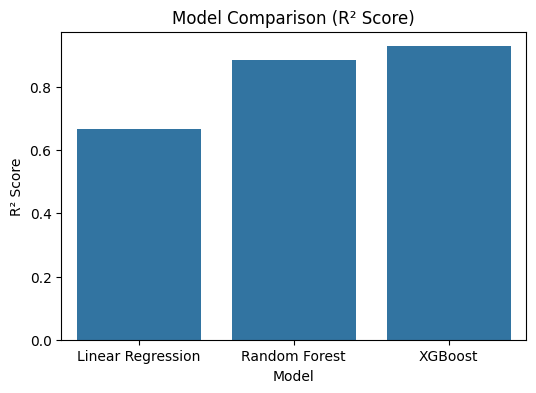 Model Comparison (R² Score)
R² Score
0.8
0.6
0.4
0.2
0.0
Linear Regression
Random Forest
XGBoost
Model